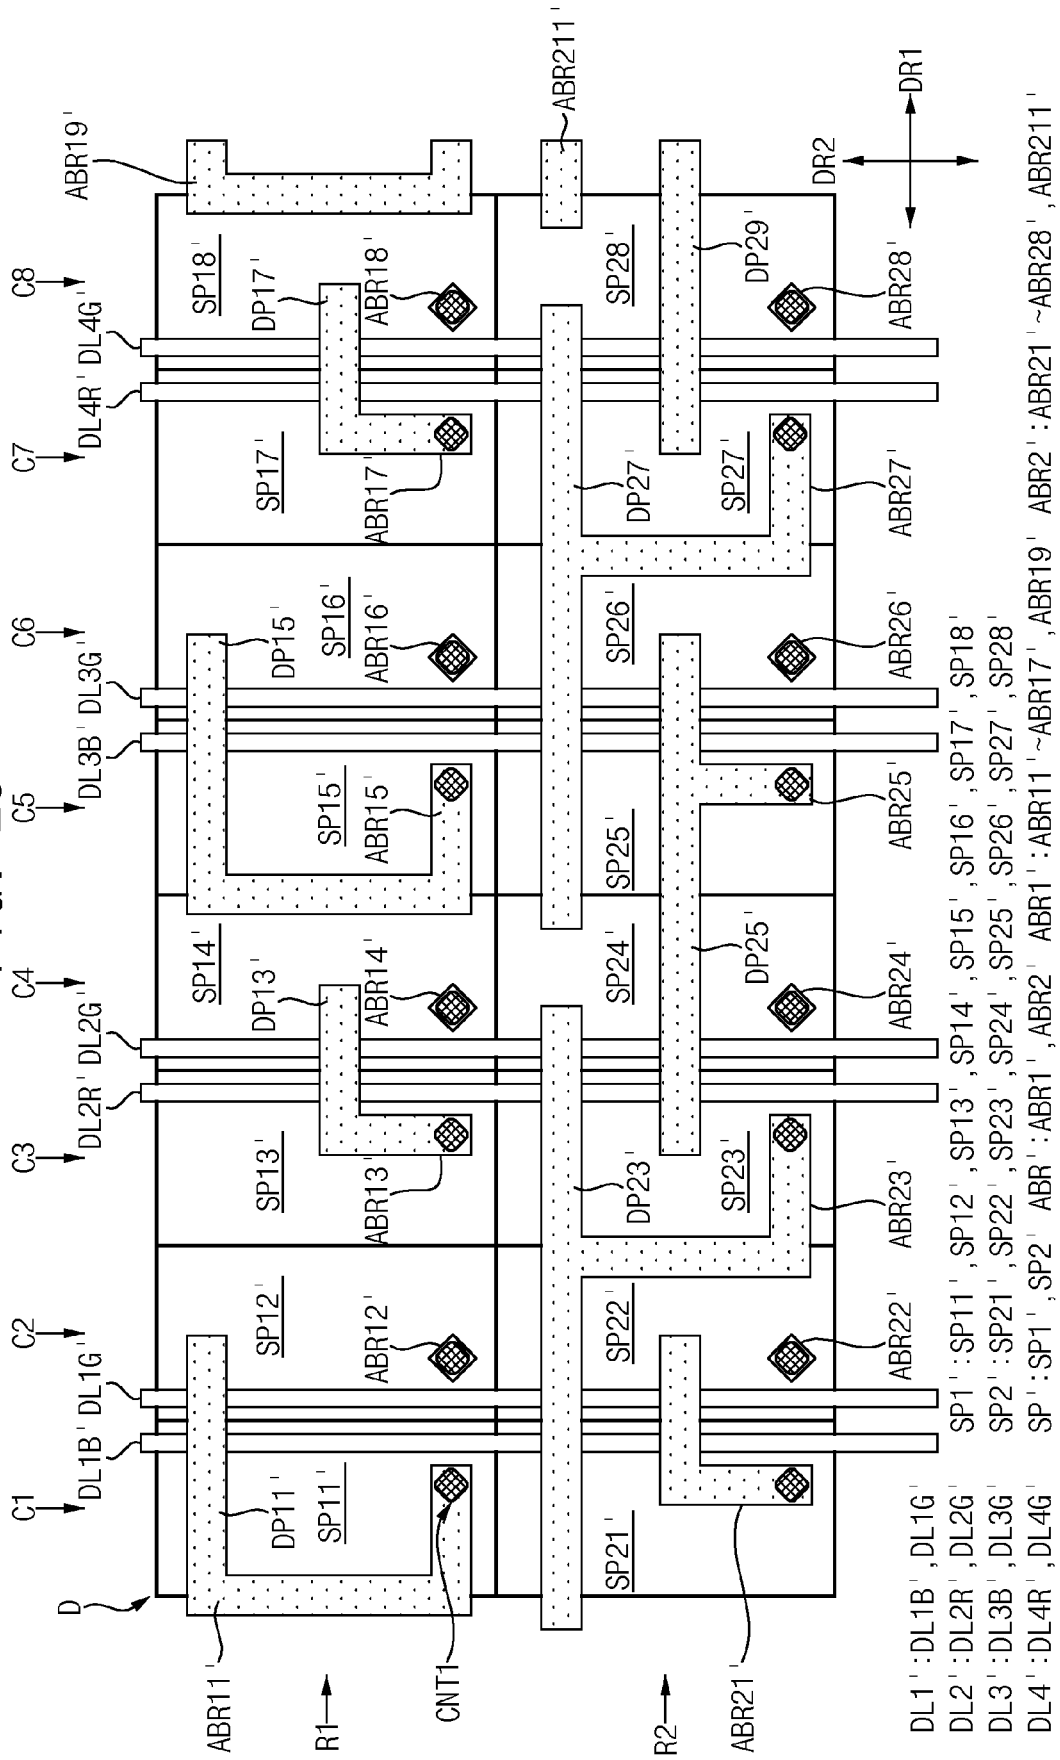 C1 C2 C3 C4 C5 C6 C7 C8
DL1B' DL1G' DL2R' DL2G' DL3B' DL3G' DL4R' DL4G'
D
ABR19'
ABR11'
SP12' SP14' SP18'
DP11' DP13' DP15' DP17'
SP11' SP13' SP15' SP16' SP17'
R1
ABR12' ABR13' ABR14' ABR15' ABR16' ABR17' ABR18'
CNT1
ABR211'
SP21' SP22' SP24' SP25' SP26' SP28'
DP23' DP27'
R2
SP23' DP25' SP27' DP29'
ABR21' ABR22' ABR23' ABR24' ABR25' ABR26' ABR27' ABR28'
DR2
DR1
DL1':DL1B',DL1G'
DL2':DL2R',DL2G' SP1':SP11',SP12',SP13',SP14',SP15',SP16',SP17',SP18'
DL3':DL3B',DL3G' SP2':SP21',SP22',SP23',SP24',SP25',SP26',SP27',SP28'
DL4':DL4R',DL4G' SP':SP1',SP2' ABR':ABR1',ABR2' ABR1':ABR11'~ABR17',ABR19' ABR2':ABR21'~ABR28',ABR211'